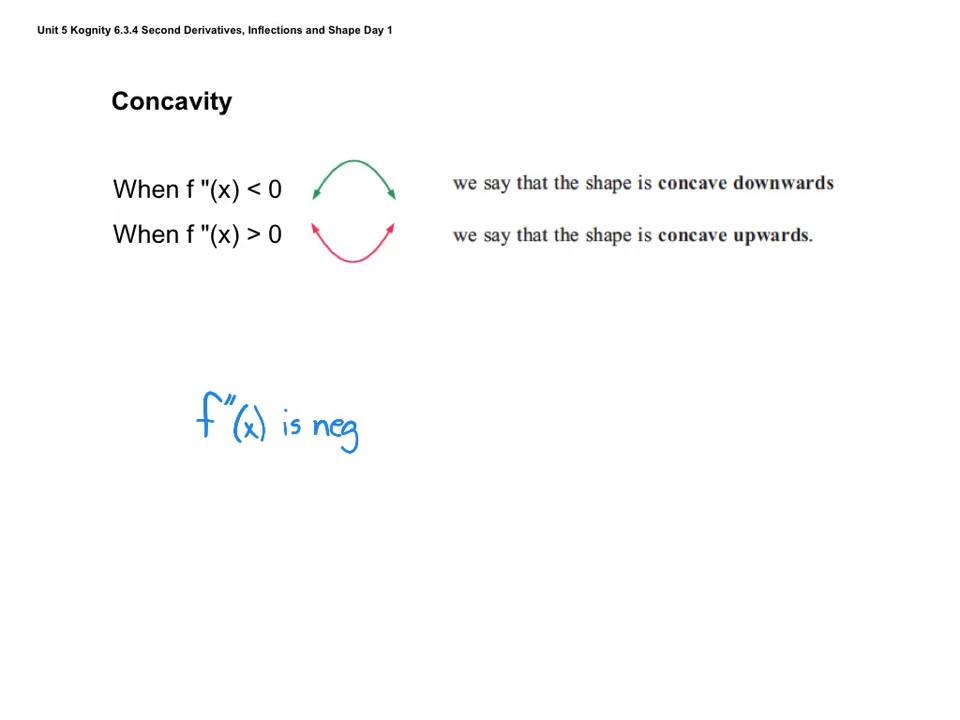 Unit 5 Kognity 6.3.4 Second Derivatives, Inflections and Shape Day 1
Concavity
When f "(x) < 0 we say that the shape is concave downwards
When f "(x) > 0 we say that the shape is concave upwards.
f"(x) is neg